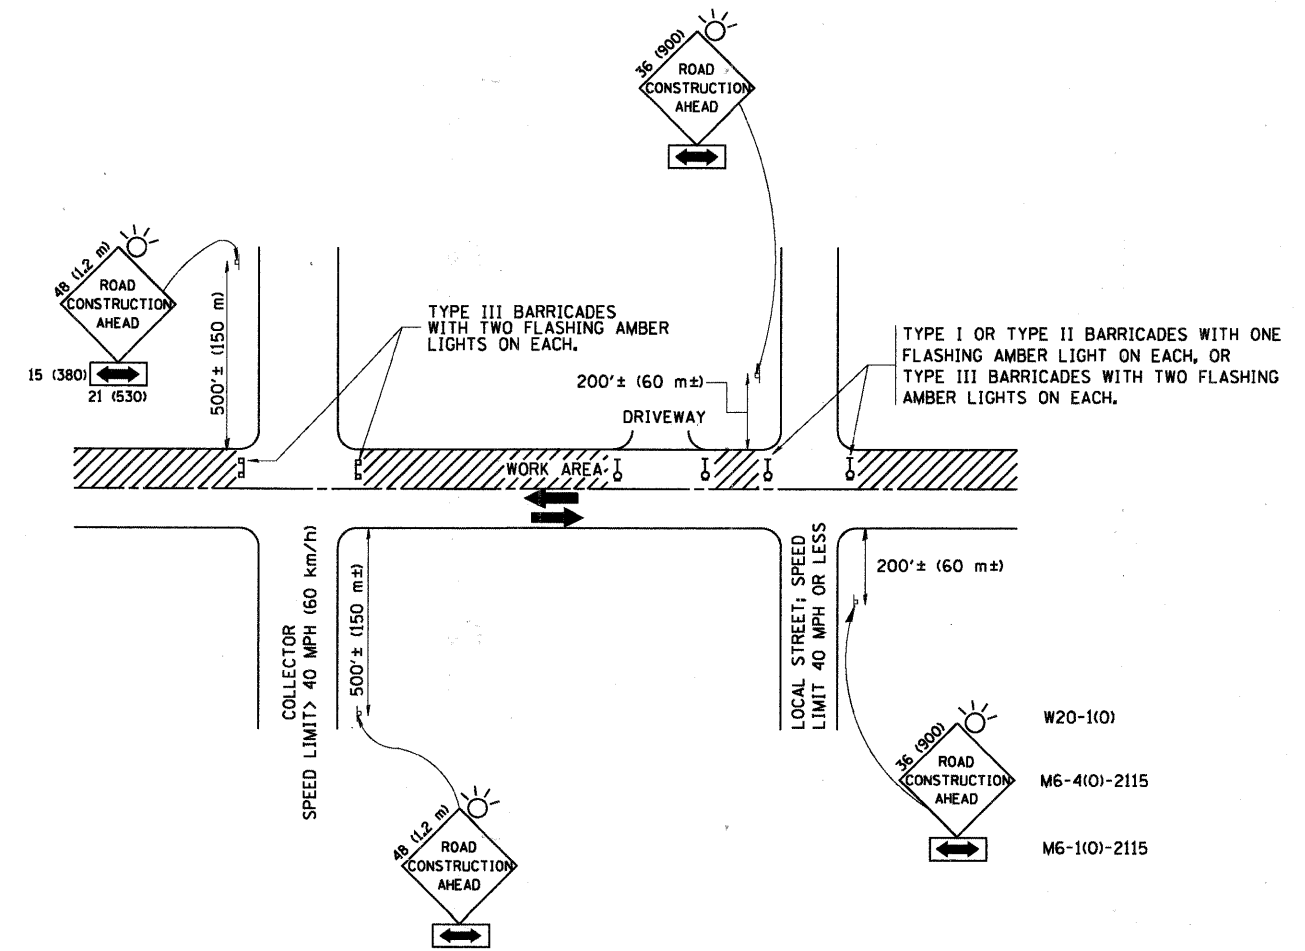 36 (900)
ROAD
CONSTRUCTION
AHEAD
48 (1.2 m)
ROAD
CONSTRUCTION
AHEAD
15 (380)
21 (530)
500'± (150 m)
TYPE III BARRICADES
WITH TWO FLASHING AMBER
LIGHTS ON EACH.
200'± (60 m±)
DRIVEWAY
TYPE I OR TYPE II BARRICADES WITH ONE
FLASHING AMBER LIGHT ON EACH, OR
TYPE III BARRICADES WITH TWO FLASHING
AMBER LIGHTS ON EACH.
WORK AREA
COLLECTOR
SPEED LIMIT> 40 MPH (60 km/h)
500'± (150 m±)
LOCAL STREET; SPEED
LIMIT 40 MPH OR LESS
200'± (60 m±)
48 (1.2 m)
ROAD
CONSTRUCTION
AHEAD
36 (900)
ROAD
CONSTRUCTION
AHEAD
W20-1(O)
M6-4(O)-2115
M6-1(O)-2115